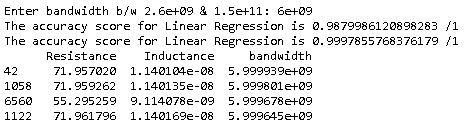 Enter bandwidth b/w 2.6e+09 & 1.5e+11: 6e+09
The accuracy score for Linear Regression is 0.9879986120898283 /1
The accuracy score for Linear Regression is 0.9997855768376179 /1
Resistance Inductance bandwidth
42 71.957020 1.140104e-08 5.999939e+09
1058 71.959262 1.140135e-08 5.999801e+09
6560 55.295259 9.114078e-09 5.999678e+09
1122 71.961796 1.140169e-08 5.999645e+09